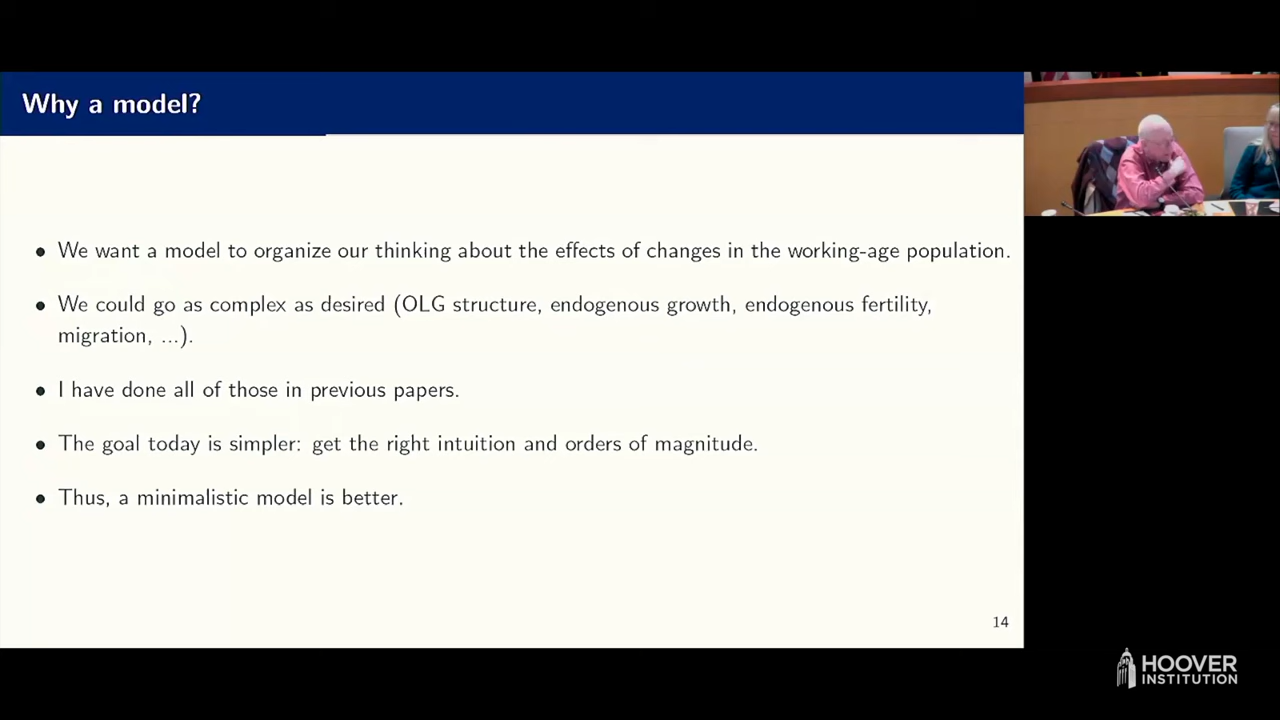 Why a model?
• We want a model to organize our thinking about the effects of changes in the working-age population.
• We could go as complex as desired (OLG structure, endogenous growth, endogenous fertility,
migration, ...).
• I have done all of those in previous papers.
• The goal today is simpler: get the right intuition and orders of magnitude.
• Thus, a minimalistic model is better.
14
HOOVER
INSTITUTION